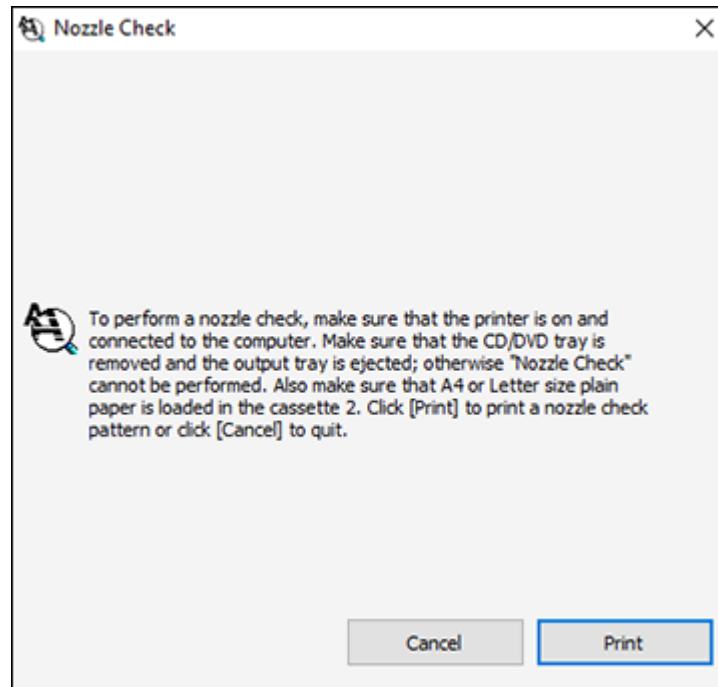 Nozzle Check
To perform a nozzle check, make sure that the printer is on and
connected to the computer. Make sure that the CD/DVD tray is
removed and the output tray is ejected; otherwise "Nozzle Check"
cannot be performed. Also make sure that A4 or Letter size plain
paper is loaded in the cassette 2. Click [Print] to print a nozzle check
pattern or click [Cancel] to quit.
Cancel
Print